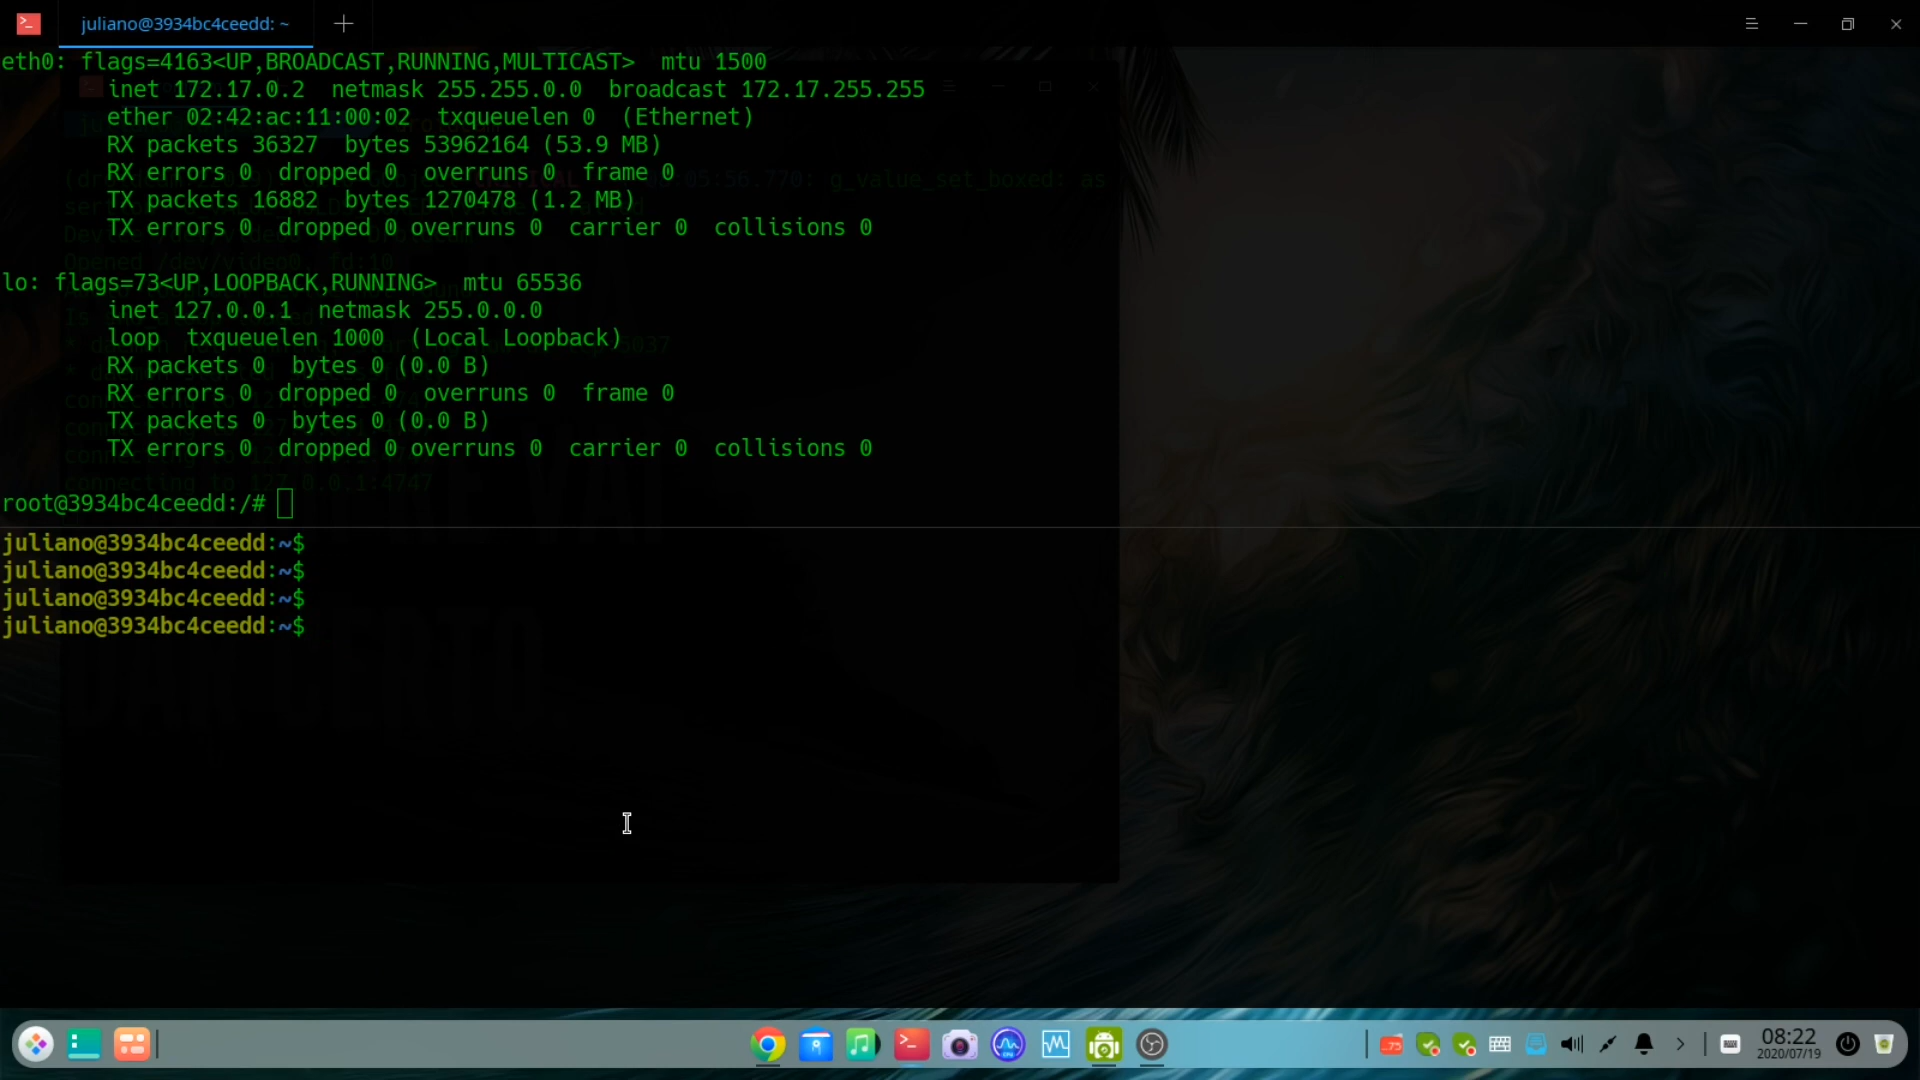 juliano@3934bc4ceedd: ~
eth0: flags=4163<UP,BROADCAST,RUNNING,MULTICAST>  mtu 1500
inet 172.17.0.2  netmask 255.255.0.0  broadcast 172.17.255.255
ether 02:42:ac:11:00:02  txqueuelen 0  (Ethernet)
RX packets 36327  bytes 53962164 (53.9 MB)
RX errors 0  dropped 0  overruns 0  frame 0
TX packets 16882  bytes 1270478 (1.2 MB)
TX errors 0  dropped 0 overruns 0  carrier 0  collisions 0
lo: flags=73<UP,LOOPBACK,RUNNING>  mtu 65536
inet 127.0.0.1  netmask 255.0.0.0
loop  txqueuelen 1000  (Local Loopback)
RX packets 0  bytes 0 (0.0 B)
RX errors 0  dropped 0  overruns 0  frame 0
TX packets 0  bytes 0 (0.0 B)
TX errors 0  dropped 0 overruns 0  carrier 0  collisions 0
connecting to 127.0.0.1:4747
root@3934bc4ceedd:/#
juliano@3934bc4ceedd:~$
juliano@3934bc4ceedd:~$
juliano@3934bc4ceedd:~$
juliano@3934bc4ceedd:~$
08:22
2020/07/19